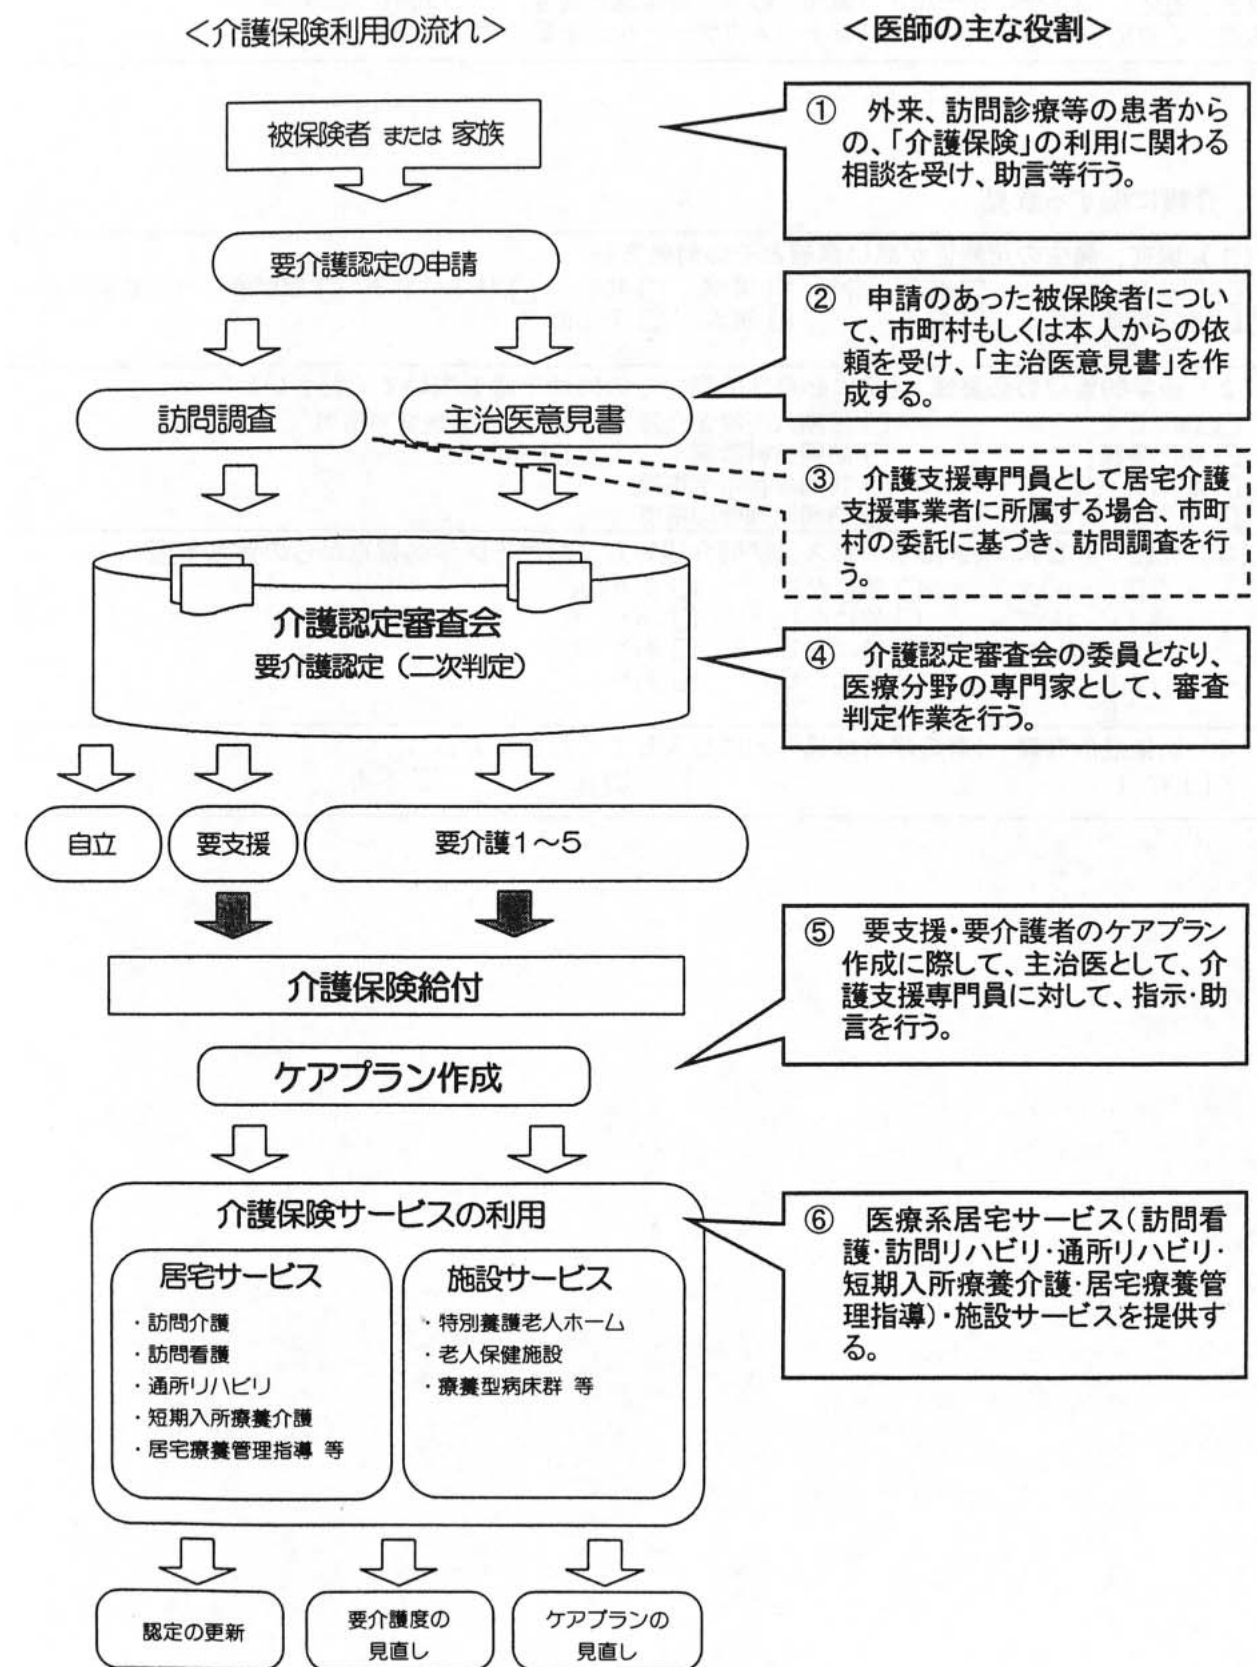 ＜介護保険利用の流れ＞
＜医師の主な役割＞
被保険者 または 家族
① 外来、訪問診療等の患者から
の、「介護保険」の利用に関わる
相談を受け、助言等行う。
要介護認定の申請
② 申請のあった被保険者につい
て、市町村もしくは本人からの依
頼を受け、「主治医意見書」を作
成する。
訪問調査
主治医意見書
③ 介護支援専門員として居宅介護
支援事業者に所属する場合、市町
村の委託に基づき、訪問調査を行
う。
介護認定審査会
要介護認定（二次判定）
④ 介護認定審査会の委員となり、
医療分野の専門家として、審査
判定作業を行う。
自立
要支援
要介護１～５
介護保険給付
⑤ 要支援・要介護者のケアプラン
作成に際して、主治医として、介
護支援専門員に対して、指示・助
言を行う。
ケアプラン作成
介護保険サービスの利用
⑥ 医療系居宅サービス（訪問看
護・訪問リハビリ・通所リハビリ・
短期入所療養介護・居宅療養管
理指導）・施設サービスを提供す
る。
居宅サービス
・訪問介護
・訪問看護
・通所リハビリ
・短期入所療養介護
・居宅療養管理指導 等
施設サービス
・特別養護老人ホーム
・老人保健施設
・療養型病床群 等
認定の更新
要介護度の
見直し
ケアプランの
見直し